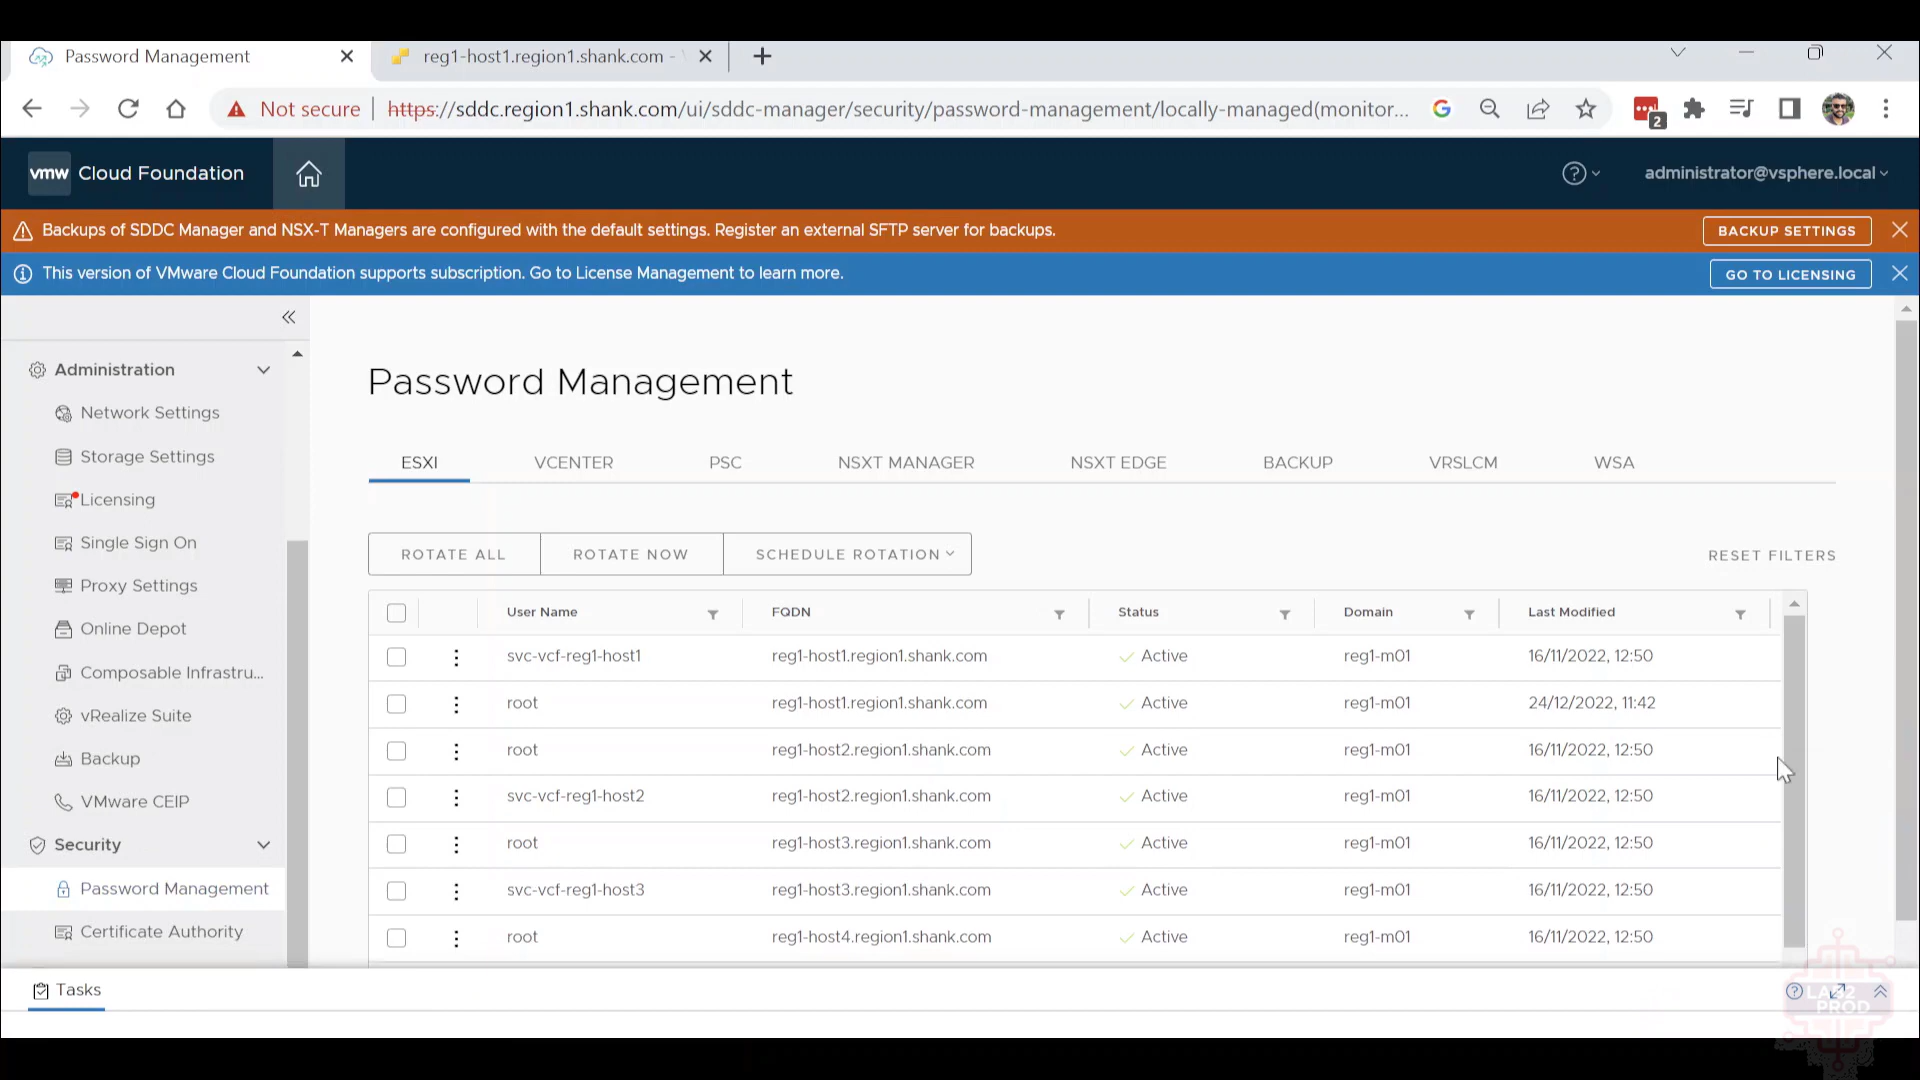 Password Management
reg1-host1.region1.shank.com -
Not secure https://sddc.region1.shank.com/ui/sddc-manager/security/password-management/locally-managed(monitor...
2
vmw Cloud Foundation
administrator@vsphere.local
Backups of SDDC Manager and NSX-T Managers are configured with the default settings. Register an external SFTP server for backups.
BACKUP SETTINGS
This version of VMware Cloud Foundation supports subscription. Go to License Management to learn more.
GO TO LICENSING
Administration
Network Settings
Storage Settings
Licensing
Single Sign On
Proxy Settings
Online Depot
Composable Infrastru...
vRealize Suite
Backup
VMware CEIP
Security
Password Management
Certificate Authority
Password Management
ESXI VCENTER PSC NSXT MANAGER NSXT EDGE BACKUP VRSLCM WSA
ROTATE ALL ROTATE NOW SCHEDULE ROTATION RESET FILTERS
User Name FQDN Status Domain Last Modified
svc-vcf-reg1-host1 reg1-host1.region1.shank.com Active reg1-m01 16/11/2022, 12:50
root reg1-host1.region1.shank.com Active reg1-m01 24/12/2022, 11:42
root reg1-host2.region1.shank.com Active reg1-m01 16/11/2022, 12:50
svc-vcf-reg1-host2 reg1-host2.region1.shank.com Active reg1-m01 16/11/2022, 12:50
root reg1-host3.region1.shank.com Active reg1-m01 16/11/2022, 12:50
svc-vcf-reg1-host3 reg1-host3.region1.shank.com Active reg1-m01 16/11/2022, 12:50
root reg1-host4.region1.shank.com Active reg1-m01 16/11/2022, 12:50
Tasks
LAB2
PROD